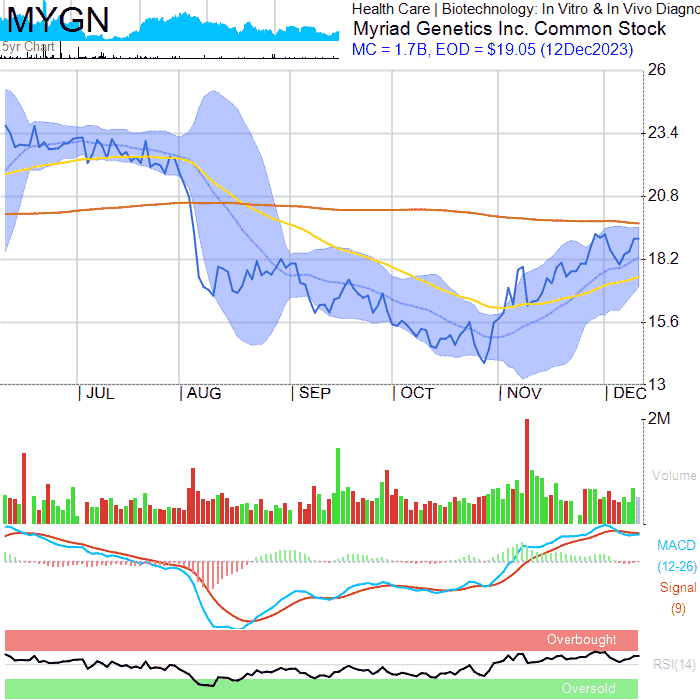 MYGN
5yr Chart
Health Care | Biotechnology: In Vitro & In Vivo Diagno
Myriad Genetics Inc. Common Stock
MC = 1.7B, EOD = $19.05 (12Dec2023)
26
23.4
20.8
18.2
15.6
13
| JUL | AUG | SEP | OCT | NOV | DEC
2M
Volume
MACD
(12-26)
Signal
(9)
Overbought
RSI(14)
Oversold